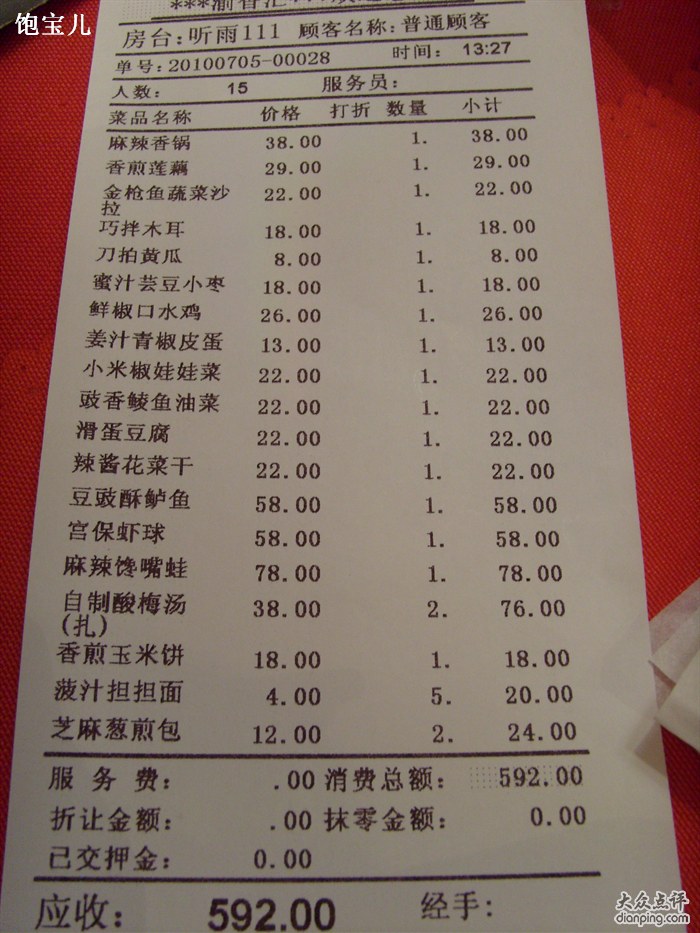 饱宝儿
房台:听雨111 顾客名称:普通顾客
单号:20100705-00028 时间: 13:27
人数: 15 服务员:
菜品名称 价格 打折 数量 小计
麻辣香锅 38.00 1. 38.00
香煎莲藕 29.00 1. 29.00
金枪鱼蔬菜沙 22.00 1. 22.00
拉
巧拌木耳 18.00 1. 18.00
刀拍黄瓜 8.00 1. 8.00
蜜汁芸豆小枣 18.00 1. 18.00
鲜椒口水鸡 26.00 1. 26.00
姜汁青椒皮蛋 13.00 1. 13.00
小米椒娃娃菜 22.00 1. 22.00
豉香鲮鱼油菜 22.00 1. 22.00
滑蛋豆腐 22.00 1. 22.00
辣酱花菜干 22.00 1. 22.00
豆豉酥鲈鱼 58.00 1. 58.00
宫保虾球 58.00 1. 58.00
麻辣馋嘴蛙 78.00 1. 78.00
自制酸梅汤 38.00 2. 76.00
(扎)
香煎玉米饼 18.00 1. 18.00
菠汁担担面 4.00 5. 20.00
芝麻葱煎包 12.00 2. 24.00
服 务 费: .00 消费总额: 592.00
折让金额: .00 抹零金额: 0.00
已交押金: 0.00
应收: 592.00 经手:
大众点评
dianping.com